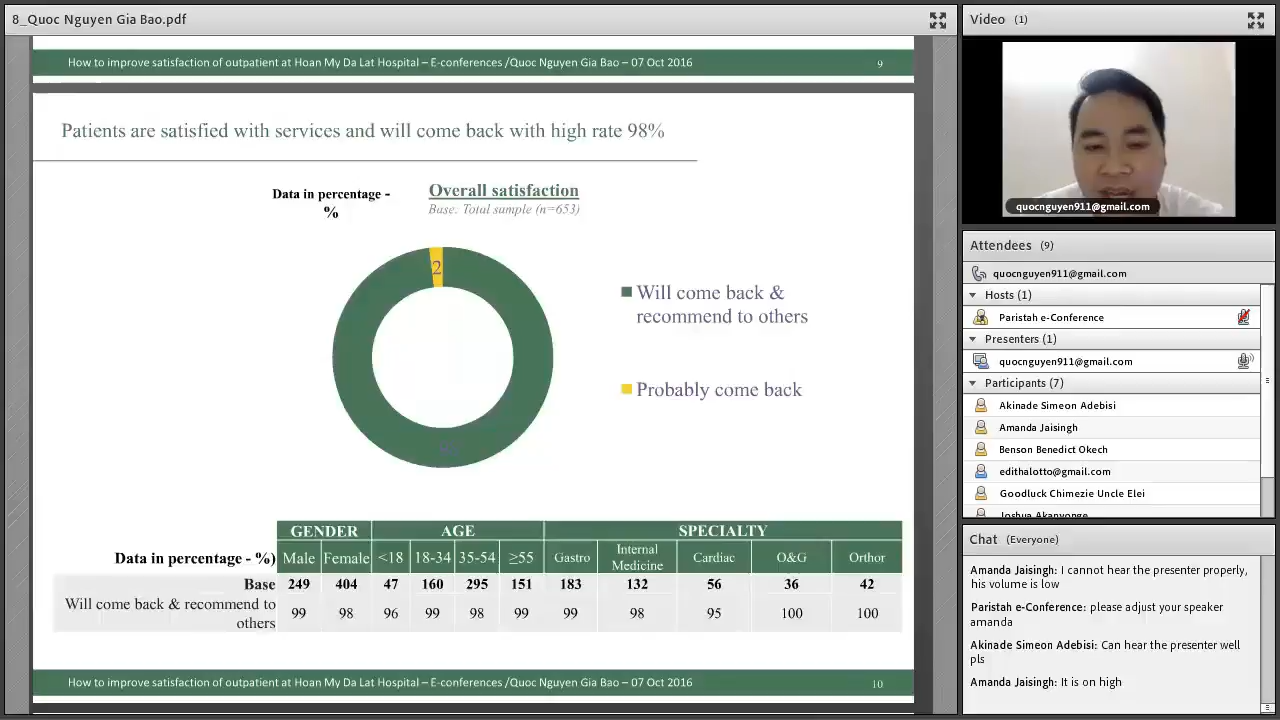 8_Quoc Nguyen Gia Bao.pdf
How to improve satisfaction of outpatient at Hoan My Da Lat Hospital – E-conferences /Quoc Nguyen Gia Bao – 07 Oct 2016
9
Patients are satisfied with services and will come back with high rate 98%
Data in percentage -
%
Overall satisfaction
Base: Total sample (n=653)
2
Will come back &
recommend to others
Probably come back
GENDER AGE SPECIALTY
Data in percentage - %) Male Female <18 18-34 35-54 ≥55 Gastro Internal Medicine Cardiac O&G Orthor
Base 249 404 47 160 295 151 183 132 56 36 42
Will come back & recommend to
others 99 98 96 99 98 99 99 98 95 100 100
How to improve satisfaction of outpatient at Hoan My Da Lat Hospital – E-conferences /Quoc Nguyen Gia Bao – 07 Oct 2016
10
Video (1)
quocnguyen911@gmail.com
Attendees (9)
quocnguyen911@gmail.com
Hosts (1)
Paristah e-Conference
Presenters (1)
quocnguyen911@gmail.com
Participants (7)
Akinade Simeon Adebisi
Amanda Jaisingh
Benson Benedict Okech
edithalotto@gmail.com
Goodluck Chimezie Uncle Elei
Chat (Everyone)
Amanda Jaisingh: I cannot hear the presenter properly,
his volume is low
Paristah e-Conference: please adjust your speaker
amanda
Akinade Simeon Adebisi: Can hear the presenter well
pls
Amanda Jaisingh: It is on high